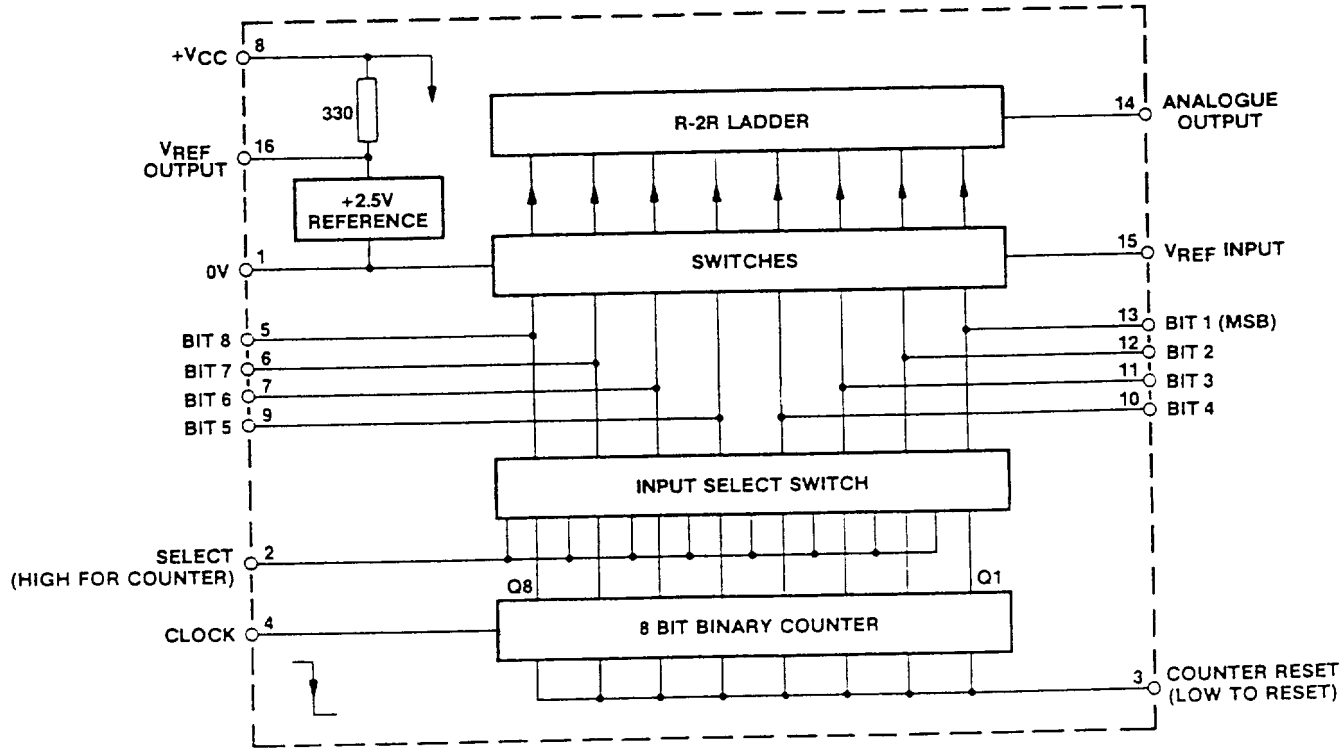 +VCC
8
330
VREF
OUTPUT
16
+2.5V
REFERENCE
0V
1
R-2R LADDER
14
ANALOGUE
OUTPUT
SWITCHES
15
VREF INPUT
BIT 8
5
BIT 7
6
BIT 6
7
BIT 5
9
13
BIT 1 (MSB)
12
BIT 2
11
BIT 3
10
BIT 4
INPUT SELECT SWITCH
SELECT
(HIGH FOR COUNTER)
2
Q8
Q1
CLOCK
4
8 BIT BINARY COUNTER
3
COUNTER RESET
(LOW TO RESET)